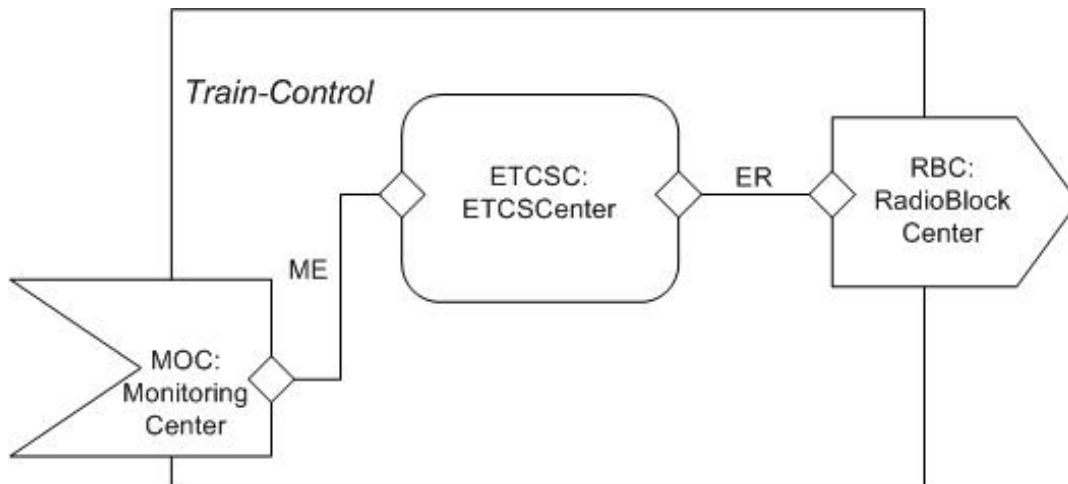 Train-Control
ETCSC:
ETCSCenter
ER
RBC:
RadioBlock
Center
ME
MOC:
Monitoring
Center